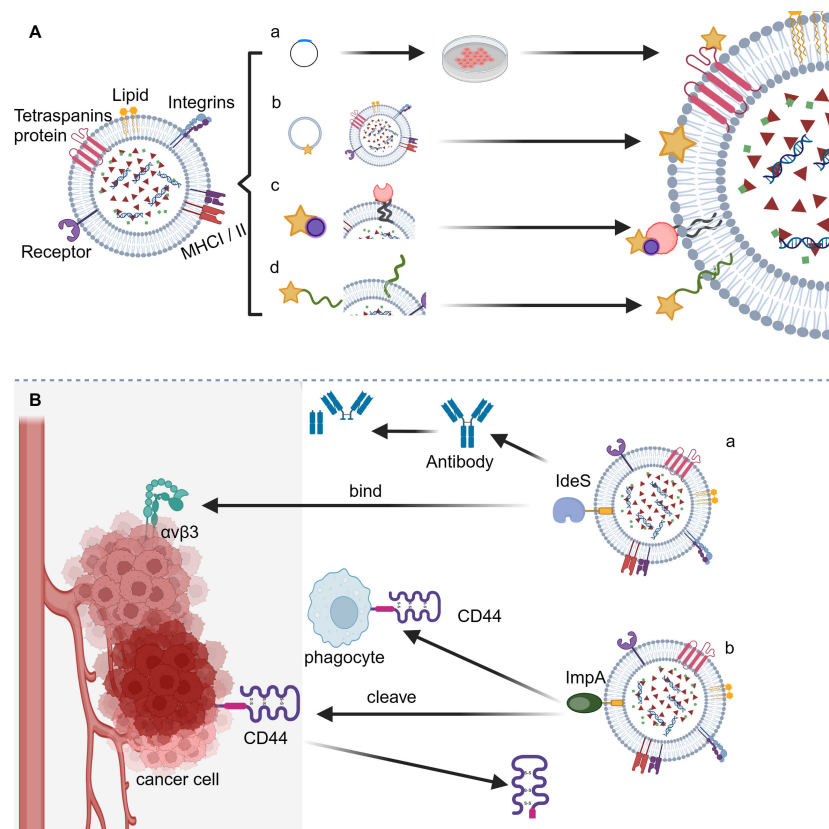 A
a
Lipid
Integrins
Tetraspanins
protein
b
c
Receptor
MHCI / II
d
B
a
Antibody
IdeS
bind
αvβ3
CD44
phagocyte
b
ImpA
cleave
CD44
cancer cell
S-S
S-S
S-S